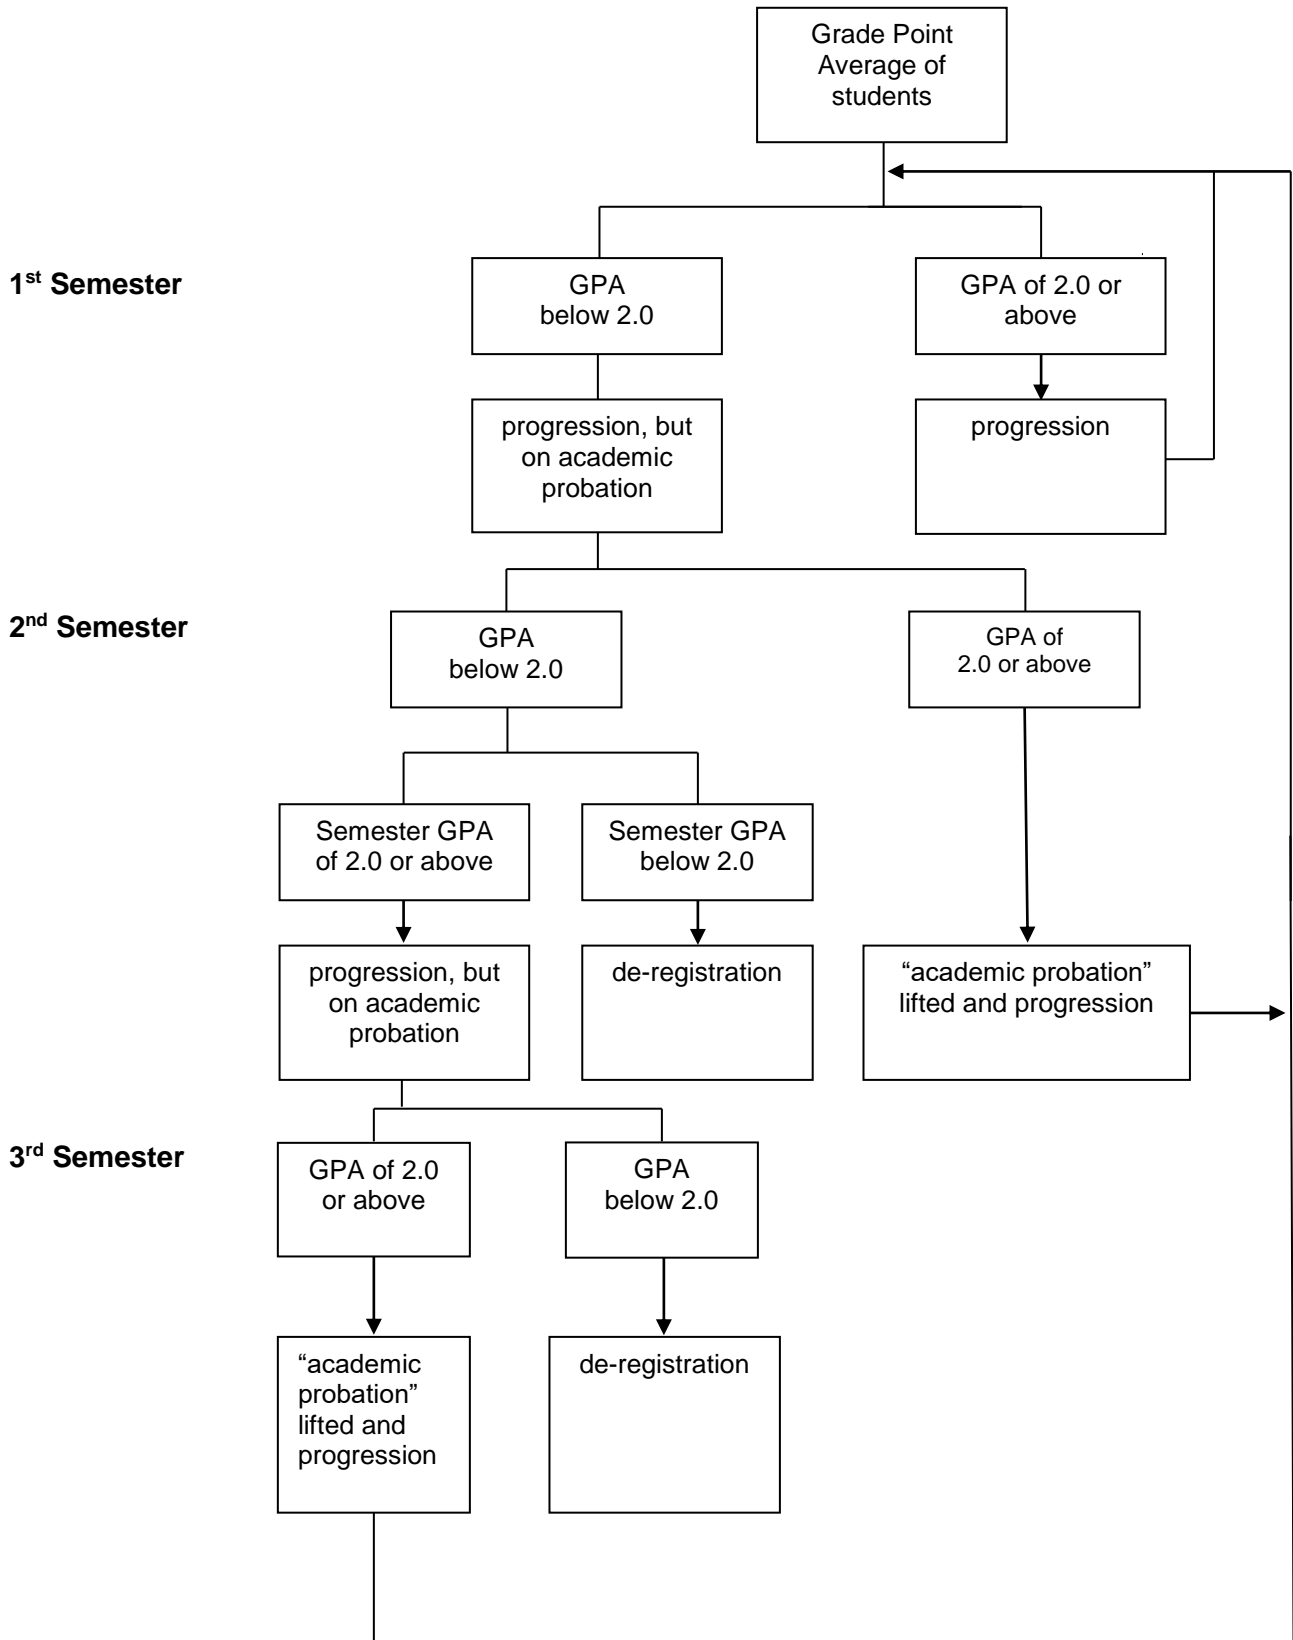 Grade Point
Average of
students
1st Semester
GPA
below 2.0
GPA of 2.0 or
above
progression, but
on academic
probation
progression
2nd Semester
GPA
below 2.0
GPA of
2.0 or above
Semester GPA
of 2.0 or above
Semester GPA
below 2.0
progression, but
on academic
probation
de-registration
“academic probation”
lifted and progression
3rd Semester
GPA of 2.0
or above
GPA
below 2.0
“academic
probation”
lifted and
progression
de-registration